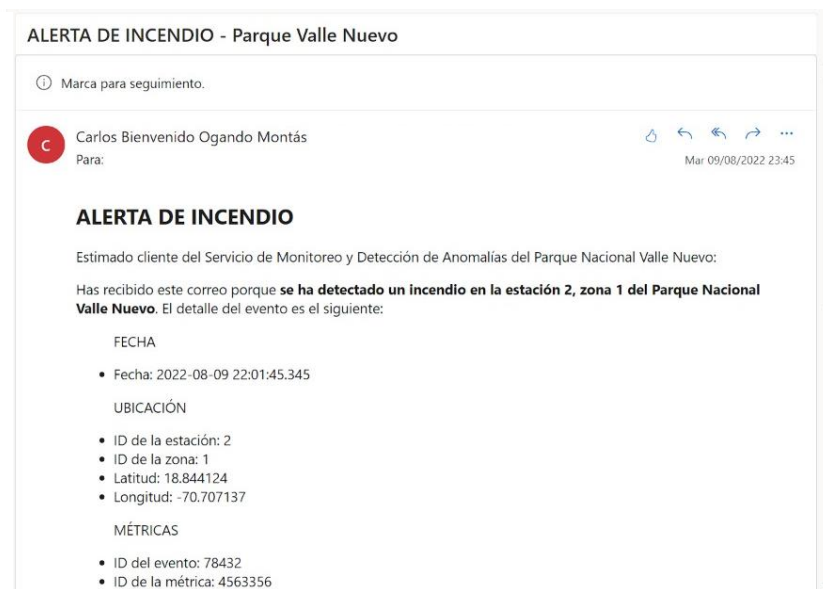 ALERTA DE INCENDIO - Parque Valle Nuevo
Marca para seguimiento.
C
Carlos Bienvenido Ogando Montás
Para:
Mar 09/08/2022 23:45
ALERTA DE INCENDIO
Estimado cliente del Servicio de Monitoreo y Detección de Anomalías del Parque Nacional Valle Nuevo:
Has recibido este correo porque se ha detectado un incendio en la estación 2, zona 1 del Parque Nacional
Valle Nuevo. El detalle del evento es el siguiente:
FECHA
• Fecha: 2022-08-09 22:01:45.345
UBICACIÓN
• ID de la estación: 2
• ID de la zona: 1
• Latitud: 18.844124
• Longitud: -70.707137
MÉTRICAS
• ID del evento: 78432
• ID de la métrica: 4563356